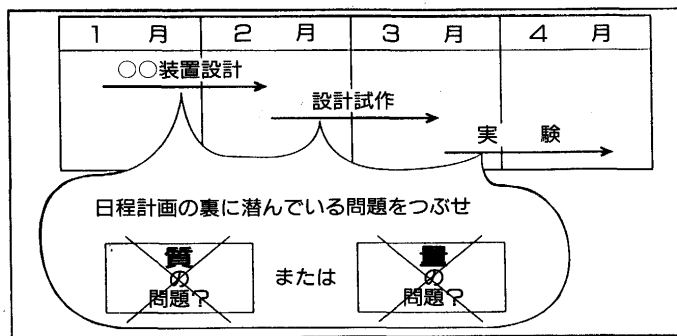 1 月 2 月 3 月 4 月
○○装置設計
設計試作
実 験
日程計画の裏に潜んでいる問題をつぶせ
質の問題?
または
量の問題?